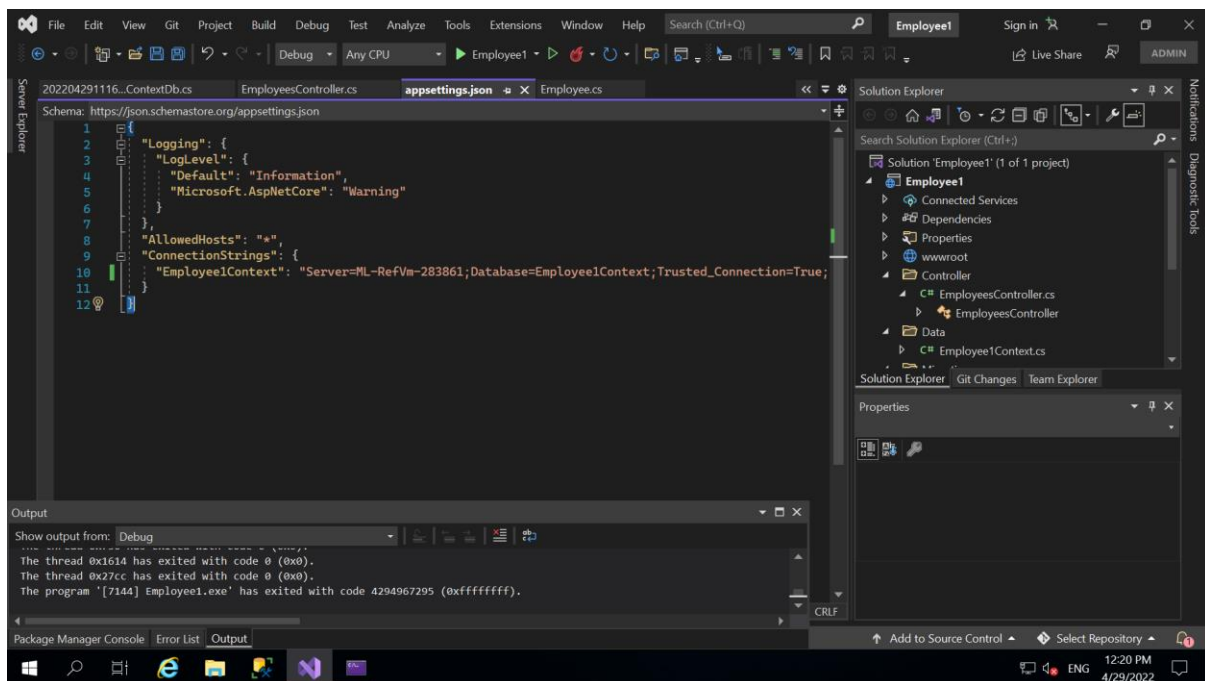 File Edit View Git Project Build Debug Test Analyze Tools Extensions Window Help Search (Ctrl+Q) Employee1 Sign in
Debug Any CPU Employee1 Live Share ADMIN
Server Explorer
202204291116...ContextDb.cs EmployeesController.cs appsettings.json Employee.cs
Schema: https://json.schemastore.org/appsettings.json
1 {
2 "Logging": {
3 "LogLevel": {
4 "Default": "Information",
5 "Microsoft.AspNetCore": "Warning"
6 }
7 },
8 "AllowedHosts": "*",
9 "ConnectionStrings": {
10 "Employee1Context": "Server=ML-RefVm-283861;Database=Employee1Context;Trusted_Connection=True;
11 }
12 }
Solution Explorer
Search Solution Explorer (Ctrl+;)
Solution 'Employee1' (1 of 1 project)
Employee1
Connected Services
Dependencies
Properties
wwwroot
Controller
C# EmployeesController.cs
EmployeesController
Data
C# Employee1Context.cs
Solution Explorer Git Changes Team Explorer
Properties
Notifications
Diagnostic Tools
Output
Show output from: Debug
The thread 0x1614 has exited with code 0 (0x0).
The thread 0x27cc has exited with code 0 (0x0).
The program '[7144] Employee1.exe' has exited with code 4294967295 (0xffffffff).
CRLF
Package Manager Console Error List Output
Add to Source Control Select Repository
ENG 12:20 PM
4/29/2022